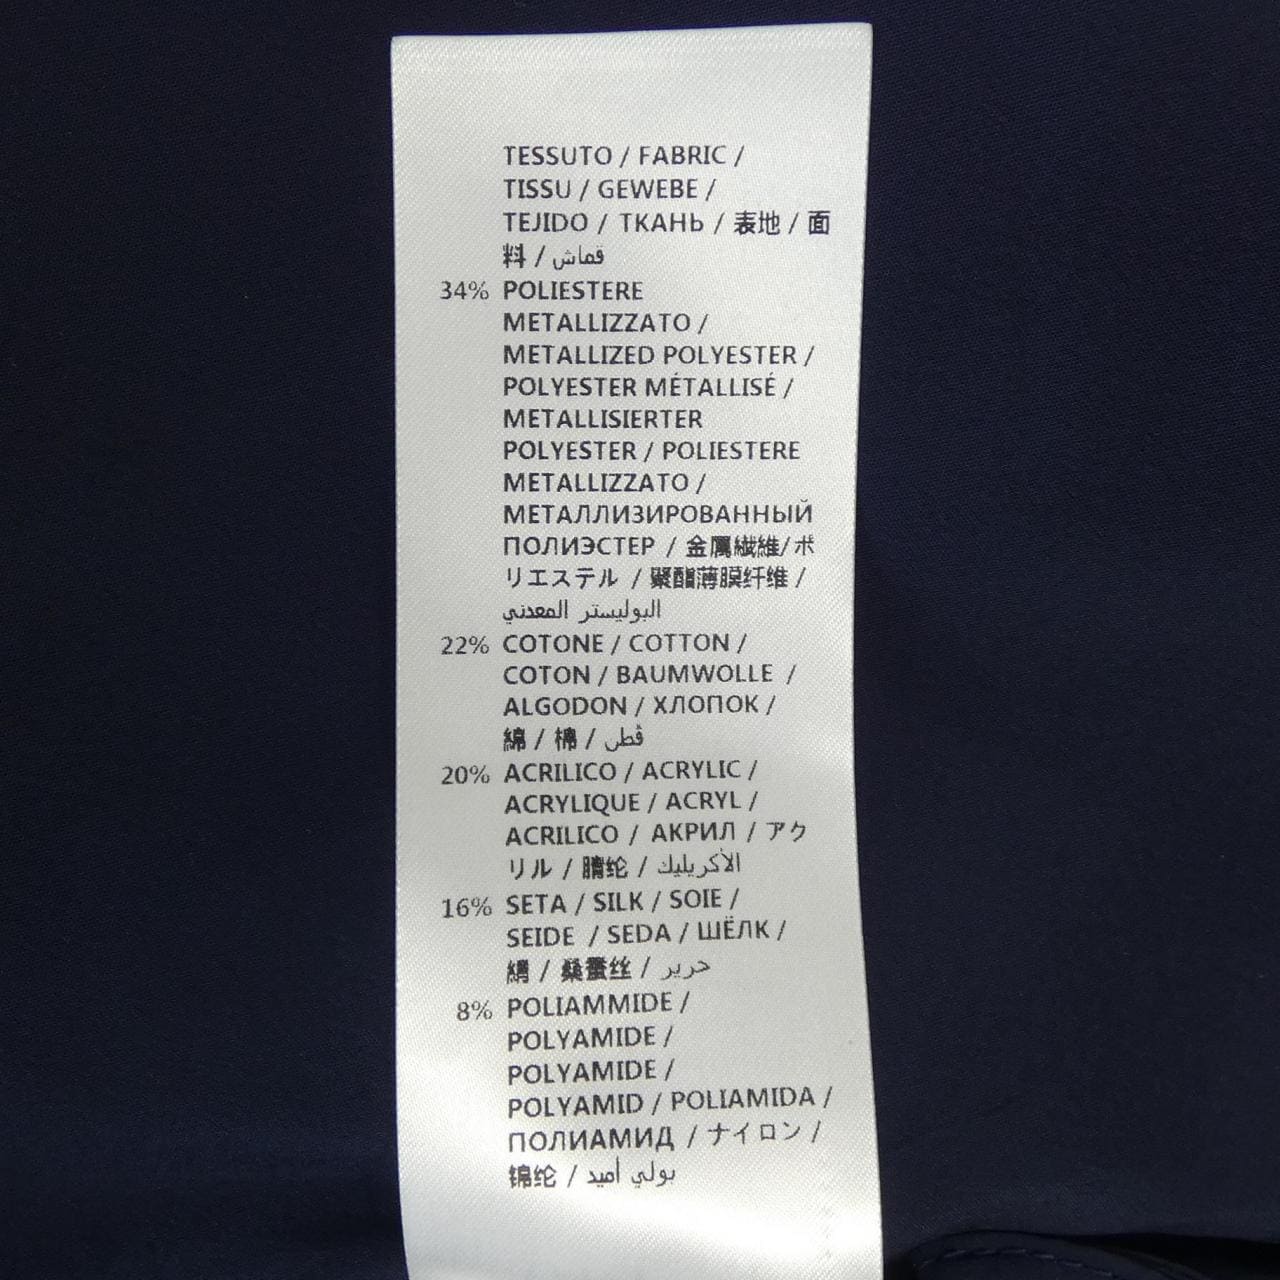 TESSUTO / FABRIC /
TISSU / GEWEBE /
TEJIDO / ТКАНЬ / 表地 / 面
料 / قماش
34% POLIESTERE
METALLIZZATO /
METALLIZED POLYESTER /
POLYESTER MÉTALLISÉ /
METALLISIERTER
POLYESTER / POLIESTERE
METALLIZZATO /
МЕТАЛЛИЗИРОВАННЫЙ
ПОЛИЭСТЕР / 金属繊維/ポ
リエステル / 聚酯薄膜纤维 /
البوليستر المعدني
22% COTONE / COTTON /
COTON / BAUMWOLLE /
ALGODON / ХЛОПОК /
綿 / 棉 / قطن
20% ACRILICO / ACRYLIC /
ACRYLIQUE / ACRYL /
ACRILICO / АКРИЛ / アク
リル / 腈纶 / الأكريليك
16% SETA / SILK / SOIE /
SEIDE / SEDA / ШЁЛК /
絹 / 桑蚕丝 / حرير
8% POLIAMMIDE /
POLYAMIDE /
POLYAMIDE /
POLYAMID / POLIAMIDA /
ПОЛИАМИД / ナイロン /
锦纶 / بولي أميد